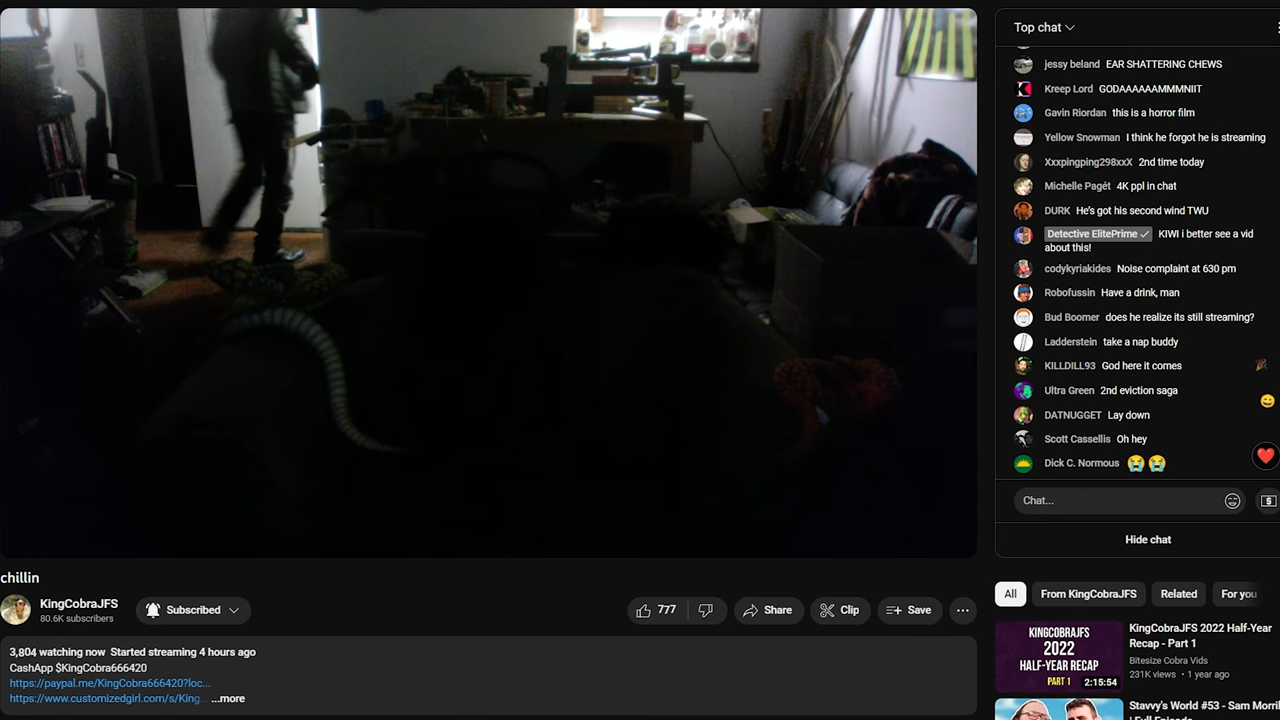 Top chat
jessy beland EAR SHATTERING CHEWS
Kreep Lord GODAAAAAAMMMNIIT
Gavin Riordan this is a horror film
Yellow Snowman I think he forgot he is streaming
Xxxpingping298xxX 2nd time today
Michelle Pagét 4K ppl in chat
DURK He's got his second wind TWU
Detective ElitePrime KIWI i better see a vid
about this!
codykyriakides Noise complaint at 630 pm
Robofussin Have a drink, man
Bud Boomer does he realize its still streaming?
Ladderstein take a nap buddy
KILLDILL93 God here it comes
Ultra Green 2nd eviction saga
DATNUGGET Lay down
Scott Cassellis Oh hey
Dick C. Normous 😭😭
Chat...
Hide chat
chillin
KingCobraJFS
80.6K subscribers
Subscribed
777
Share
Clip
Save
3,804 watching now Started streaming 4 hours ago
CashApp $KingCobra666420
https://paypal.me/KingCobra666420?loc...
https://www.customizedgirl.com/s/King... ...more
All
From KingCobraJFS
Related
For you
KINGCOBRAJFS
2022
HALF-YEAR RECAP
PART 1
2:15:54
KingCobraJFS 2022 Half-Year
Recap - Part 1
Bitesize Cobra Vids
231K views • 1 year ago
Stavvy's World #53 - Sam Morri